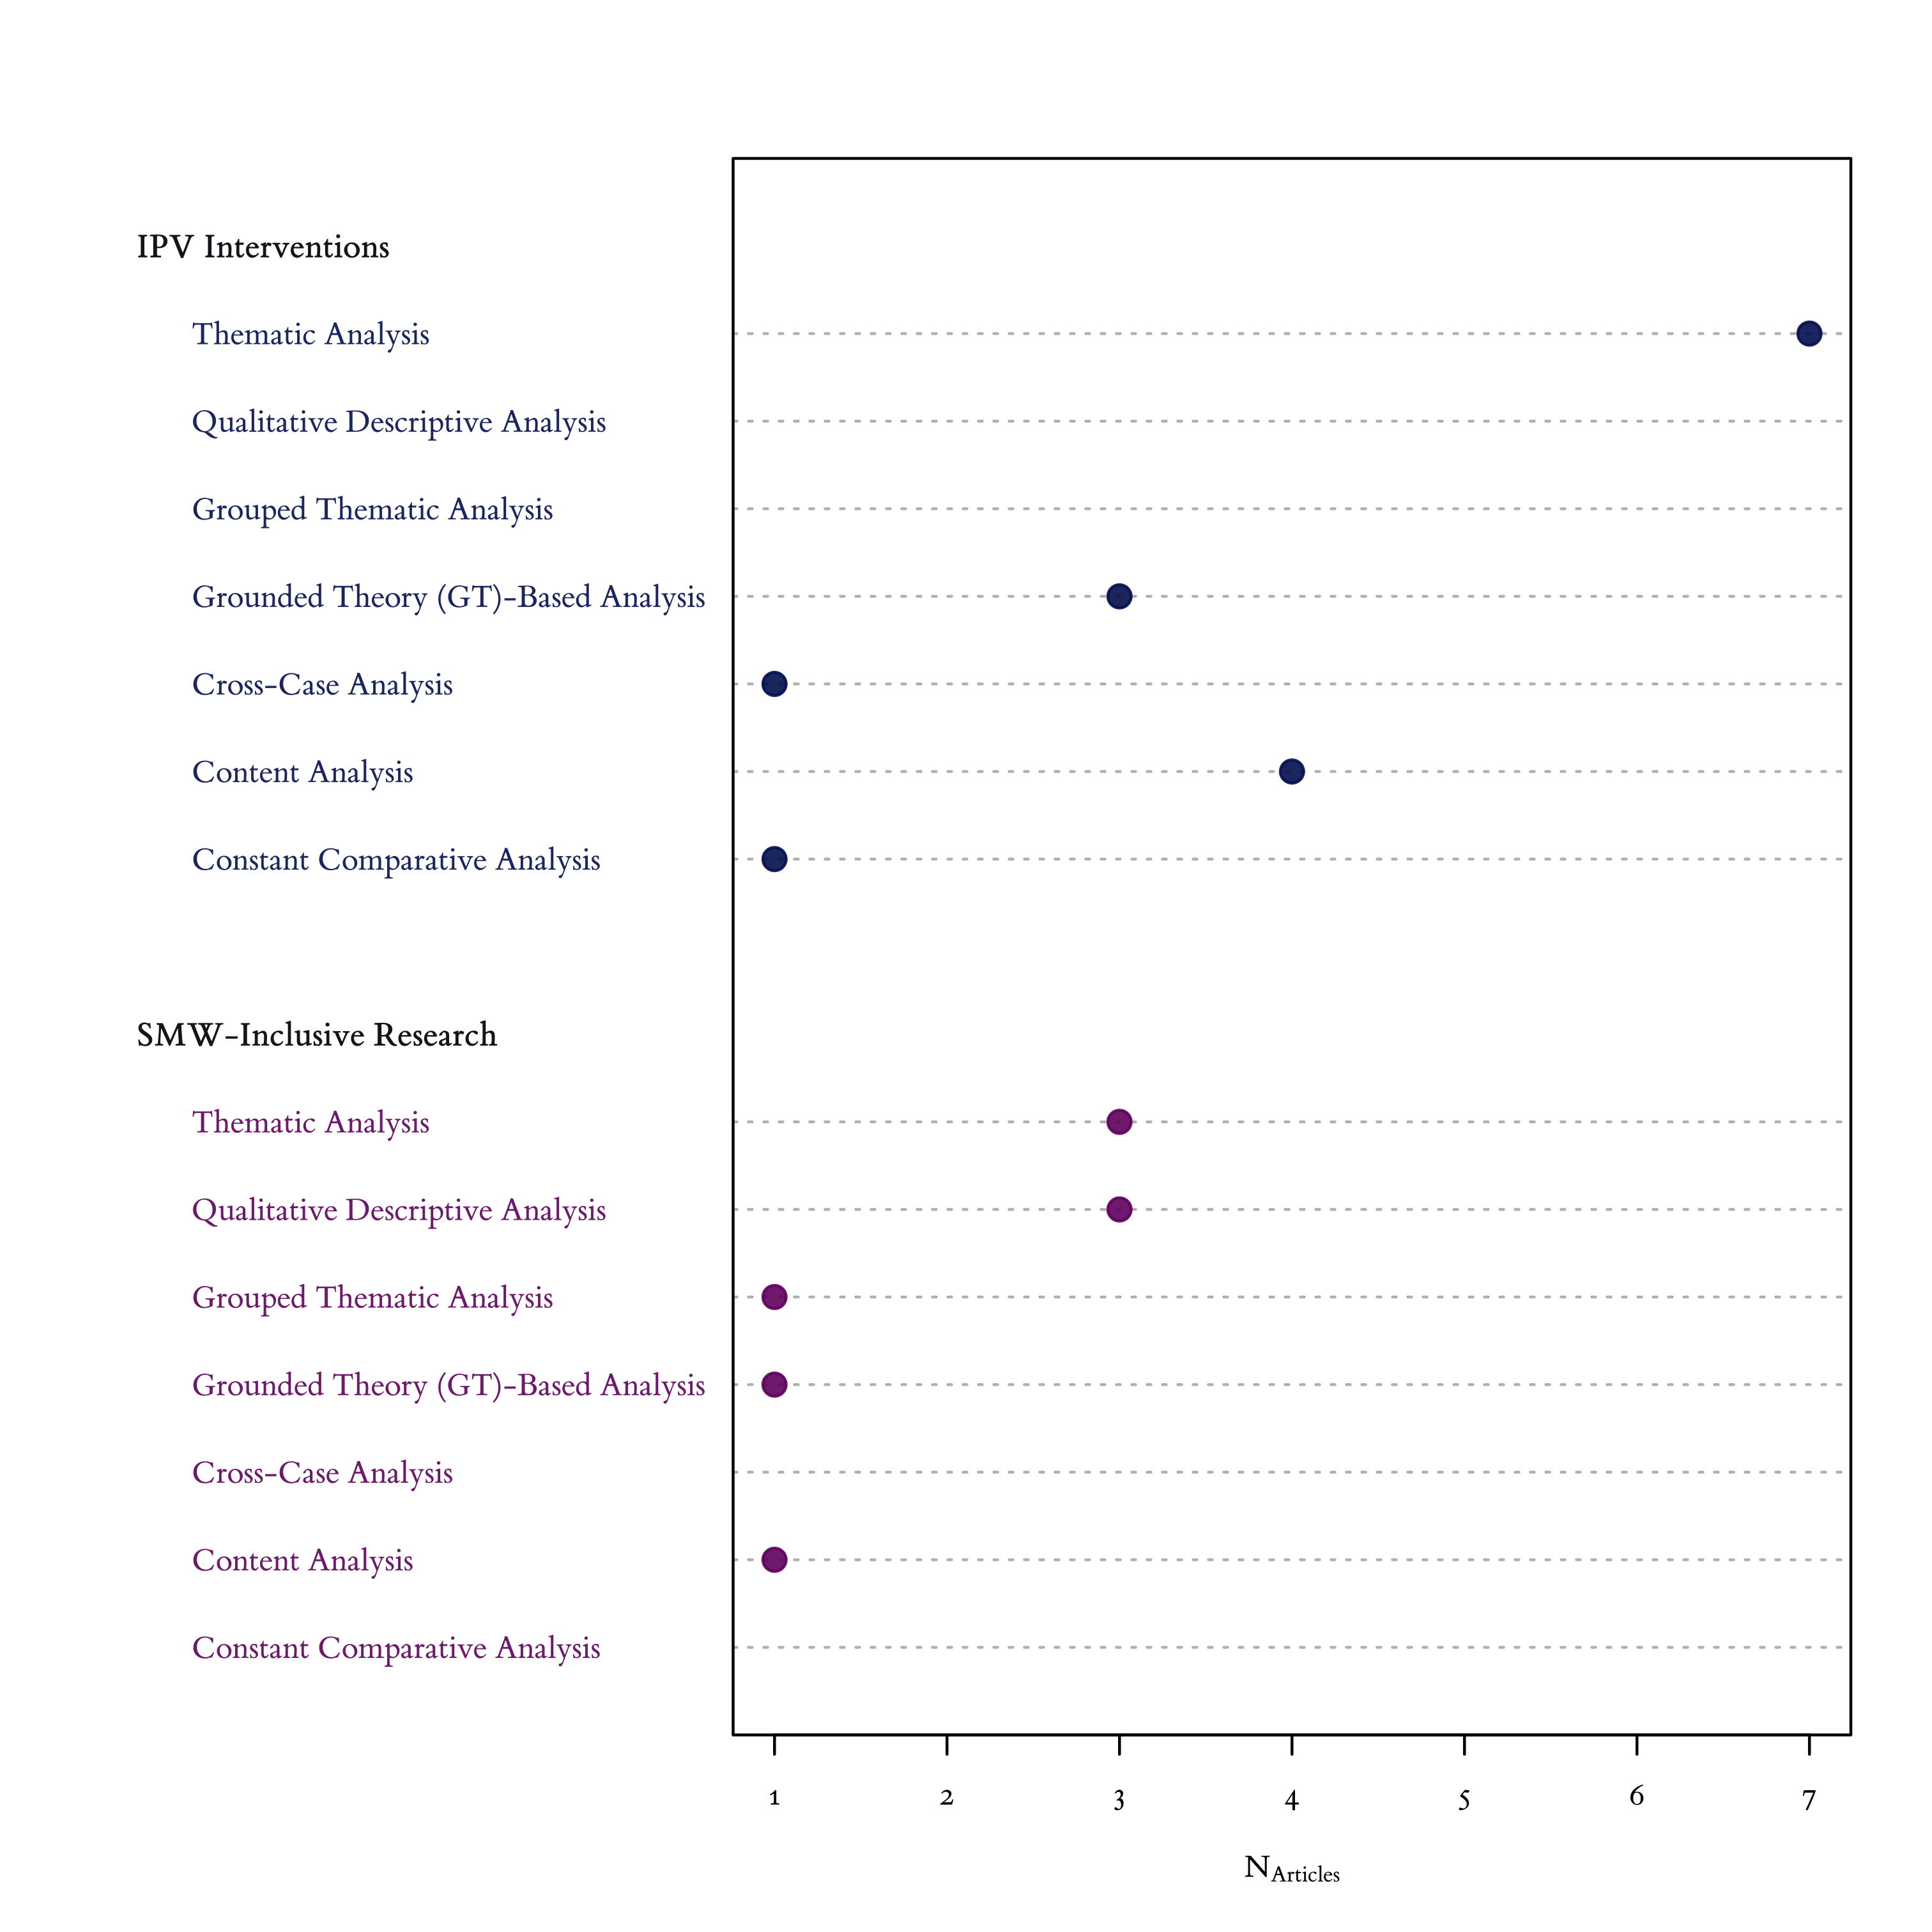 IPV Interventions
Thematic Analysis
Qualitative Descriptive Analysis
Grouped Thematic Analysis
Grounded Theory (GT)-Based Analysis
Cross-Case Analysis
Content Analysis
Constant Comparative Analysis
SMW-Inclusive Research
Thematic Analysis
Qualitative Descriptive Analysis
Grouped Thematic Analysis
Grounded Theory (GT)-Based Analysis
Cross-Case Analysis
Content Analysis
Constant Comparative Analysis
1 2 3 4 5 6 7
NArticles